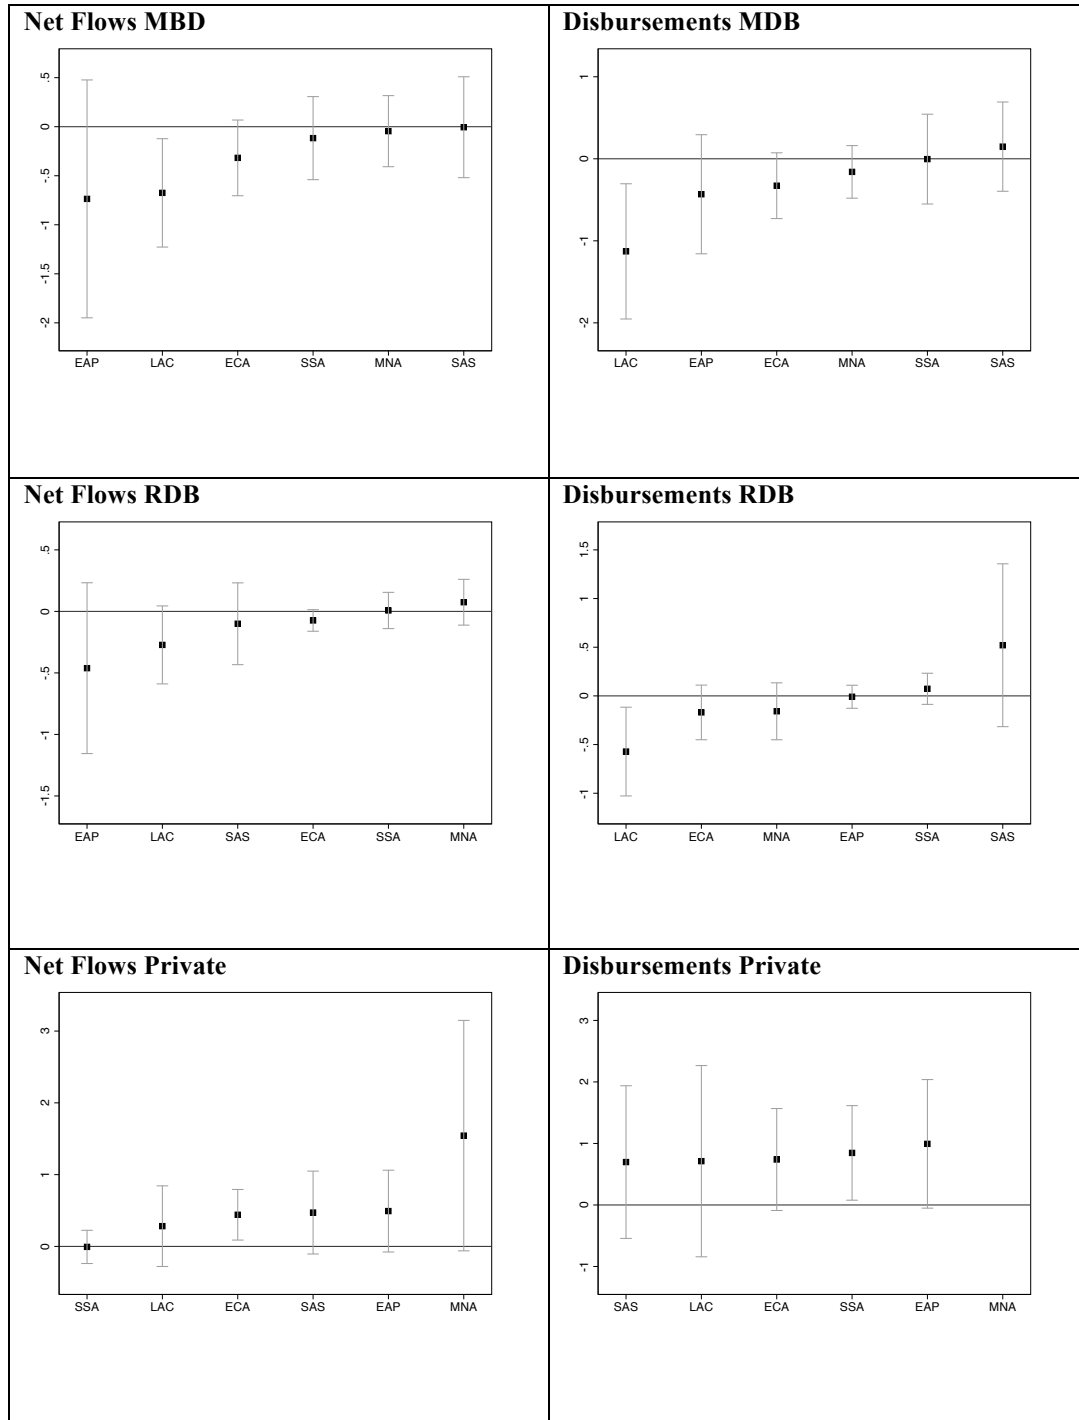 Net Flows MBD
.5
0
-.5
-1
-1.5
-2
EAP LAC ECA SSA MNA SAS
Disbursements MDB
1
0
-1
-2
LAC EAP ECA MNA SSA SAS
Net Flows RDB
.5
0
-.5
-1
-1.5
EAP LAC SAS ECA SSA MNA
Disbursements RDB
1.5
1
.5
0
-.5
-1
LAC ECA MNA EAP SSA SAS
Net Flows Private
3
2
1
0
SSA LAC ECA SAS EAP MNA
Disbursements Private
3
2
1
0
-1
SAS LAC ECA SSA EAP MNA